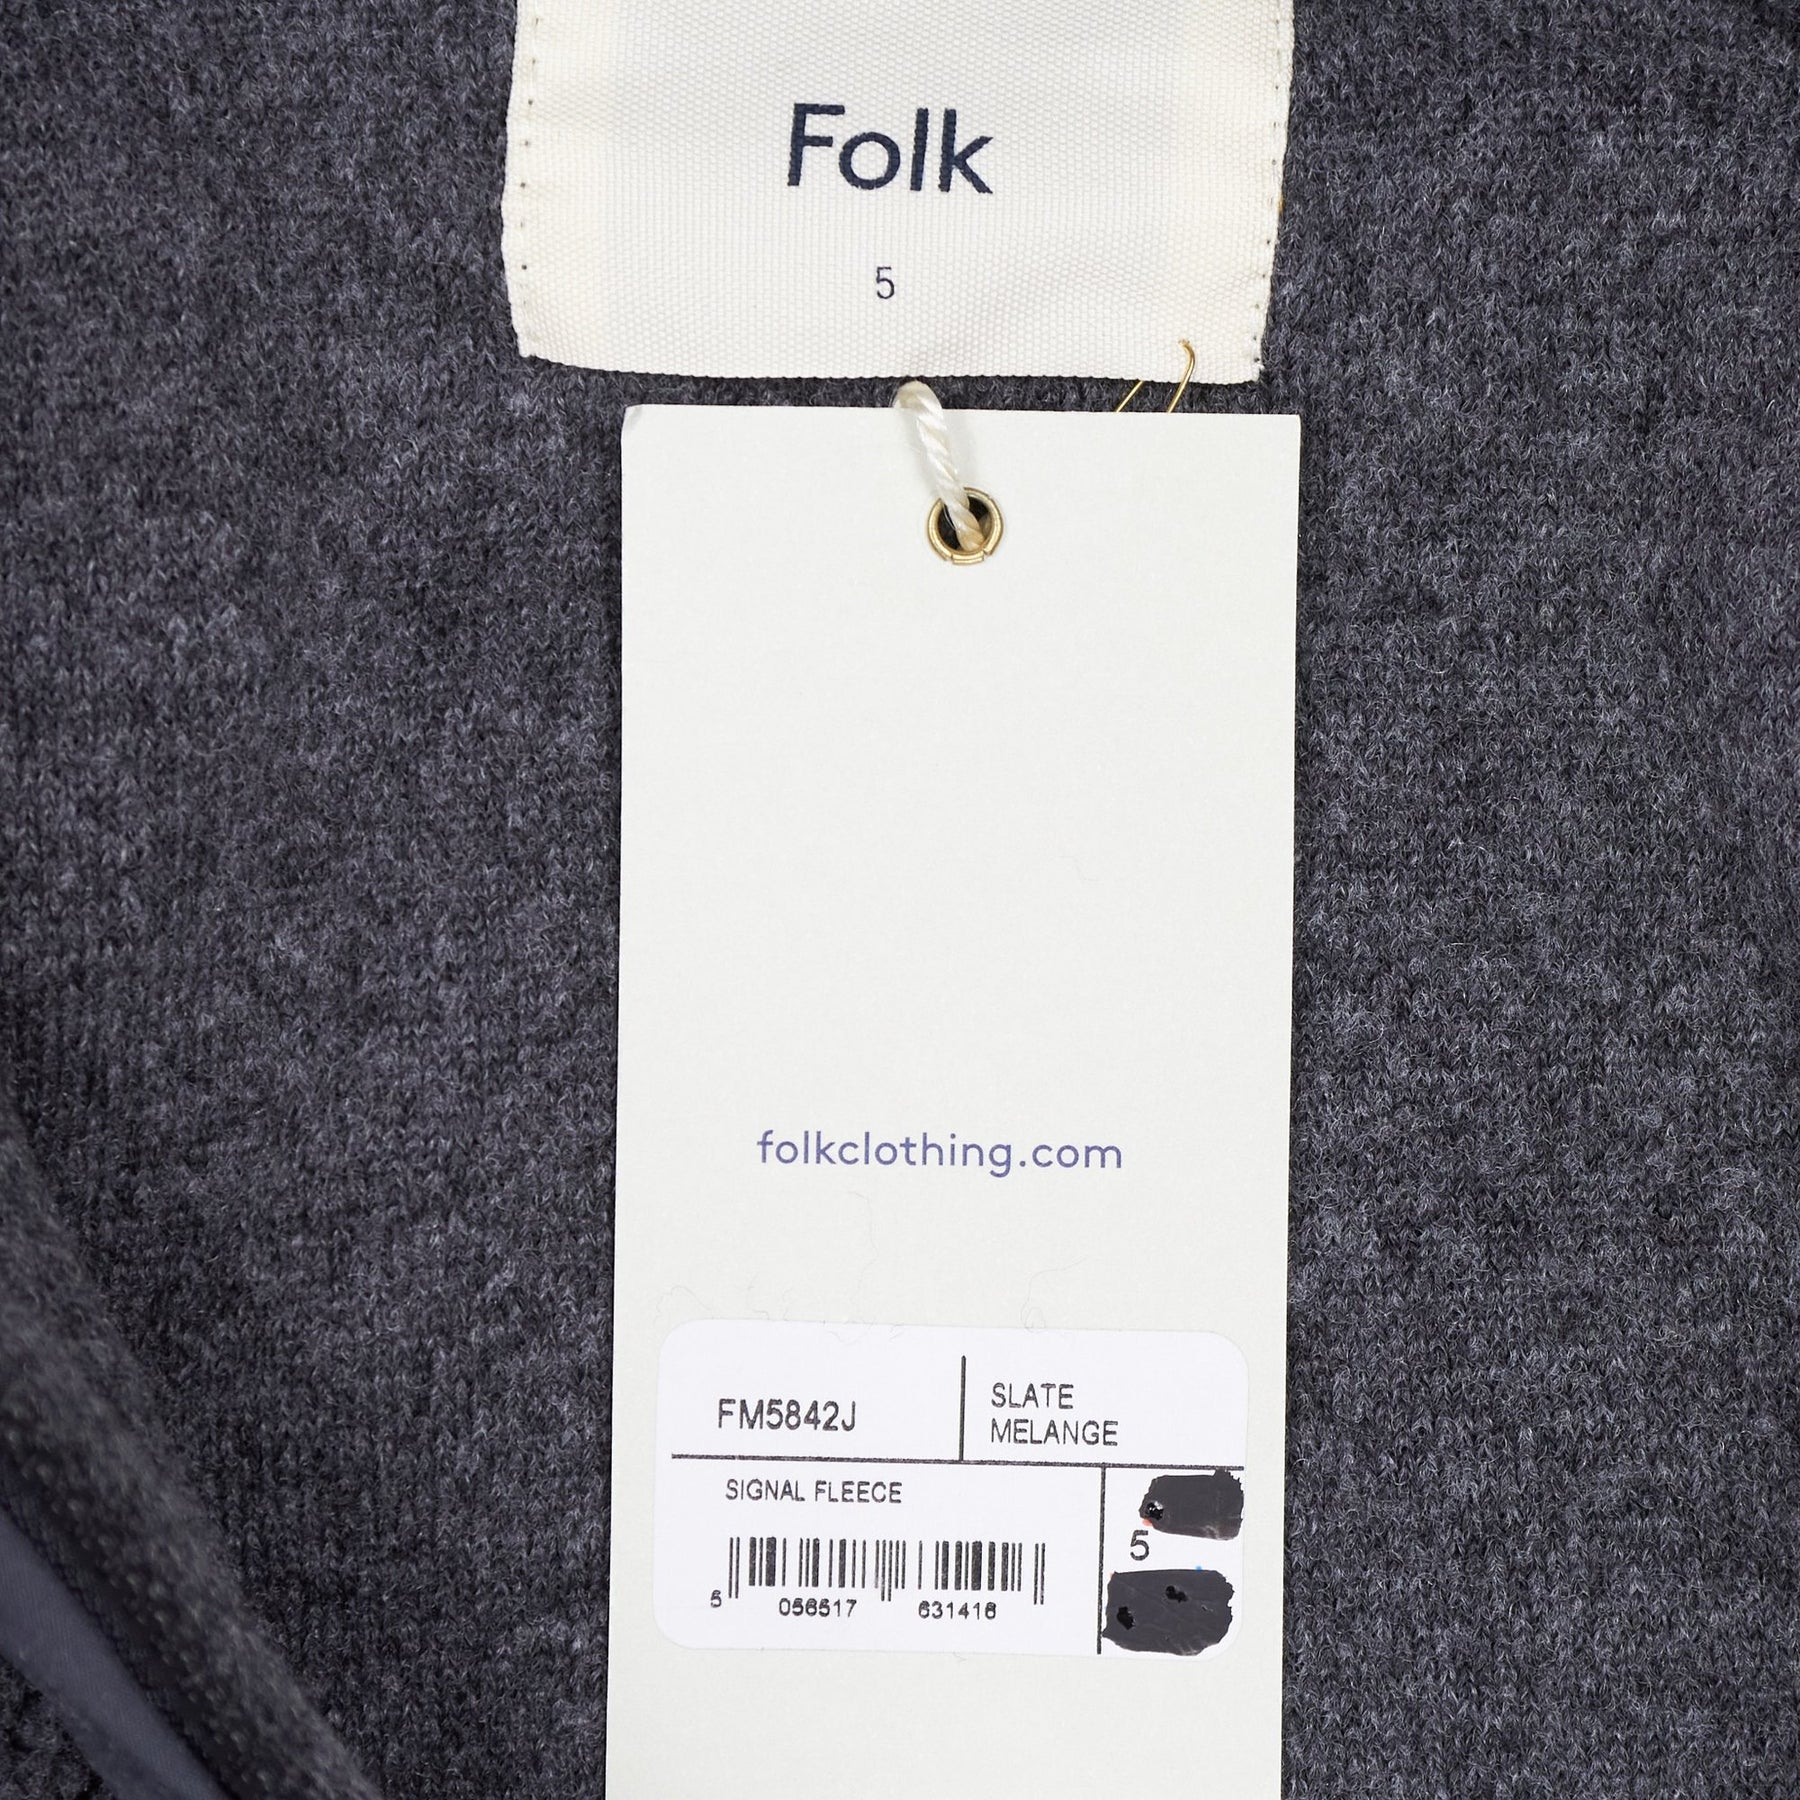 Folk
5
folkclothing.com
FM5842J
SLATE
MELANGE
SIGNAL FLEECE
5
5 056517 631416